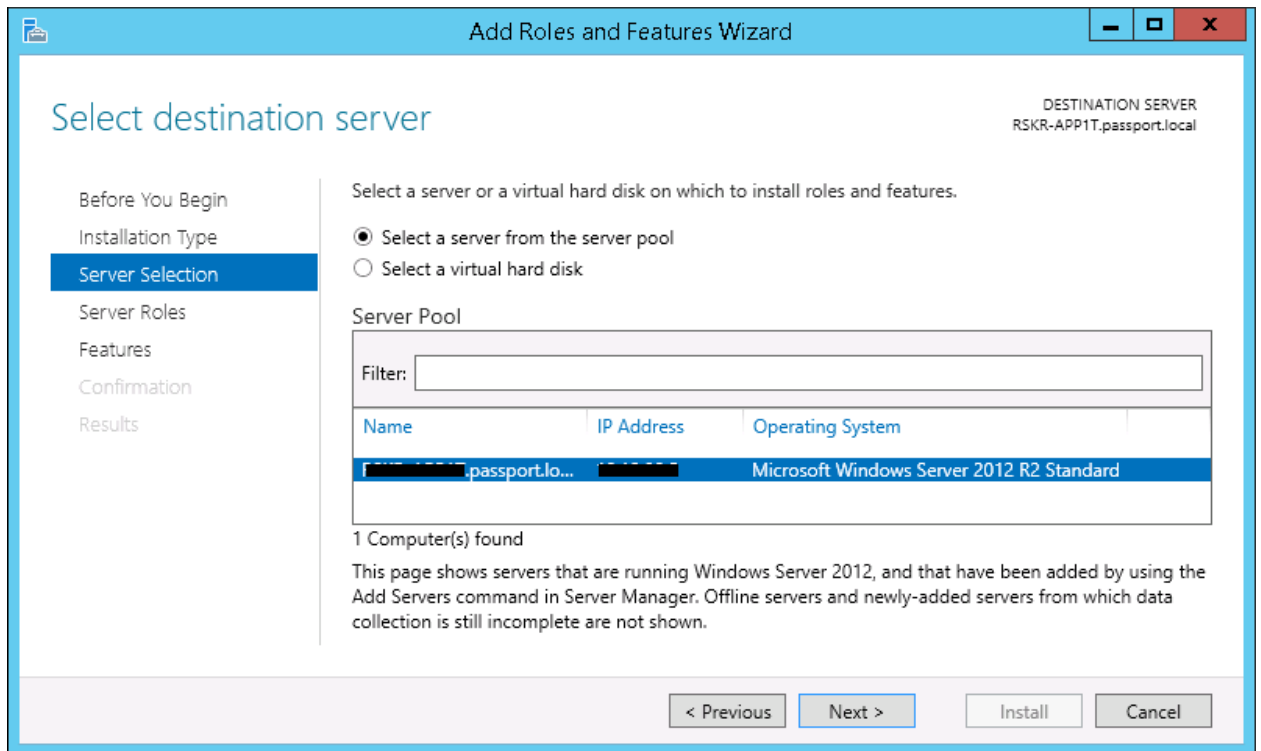 Add Roles and Features Wizard
Select destination server
DESTINATION SERVER
RSKR-APP1T.passport.local
Before You Begin
Installation Type
Server Selection
Server Roles
Features
Confirmation
Results
Select a server or a virtual hard disk on which to install roles and features.
Select a server from the server pool
Select a virtual hard disk
Server Pool
Filter:
Name IP Address Operating System
.passport.lo... Microsoft Windows Server 2012 R2 Standard
1 Computer(s) found
This page shows servers that are running Windows Server 2012, and that have been added by using the
Add Servers command in Server Manager. Offline servers and newly-added servers from which data
collection is still incomplete are not shown.
< Previous Next > Install Cancel